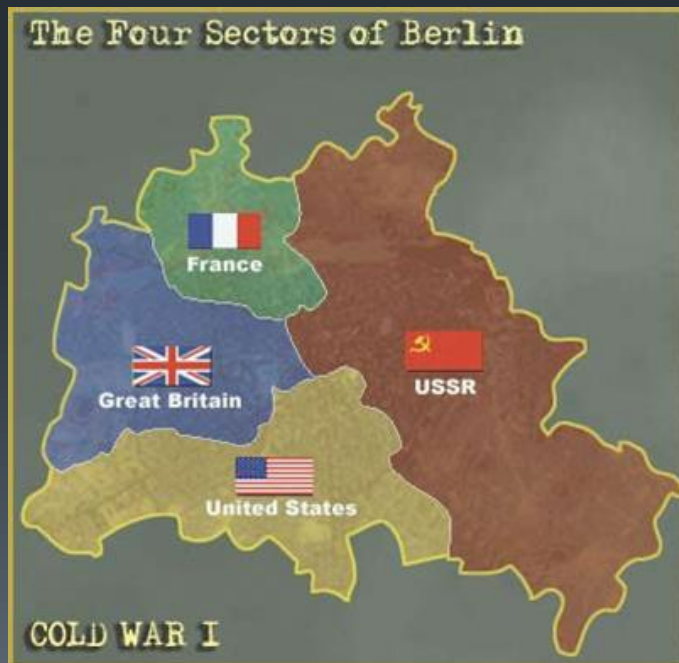 The Four Sectors of Berlin
France
Great Britain
USSR
United States
COLD WAR I